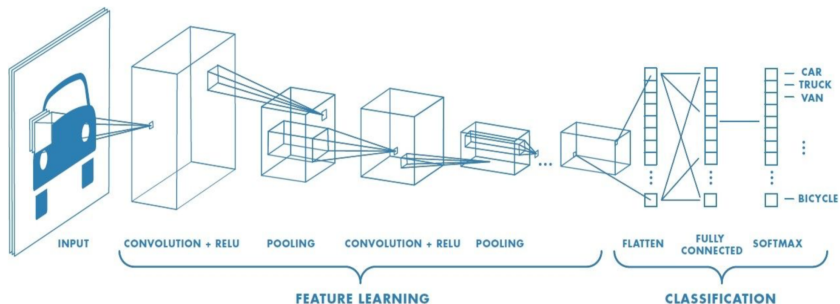 CAR
TRUCK
VAN
BICYCLE
INPUT
CONVOLUTION + RELU
POOLING
CONVOLUTION + RELU
POOLING
FLATTEN
FULLY
CONNECTED
SOFTMAX
FEATURE LEARNING
CLASSIFICATION